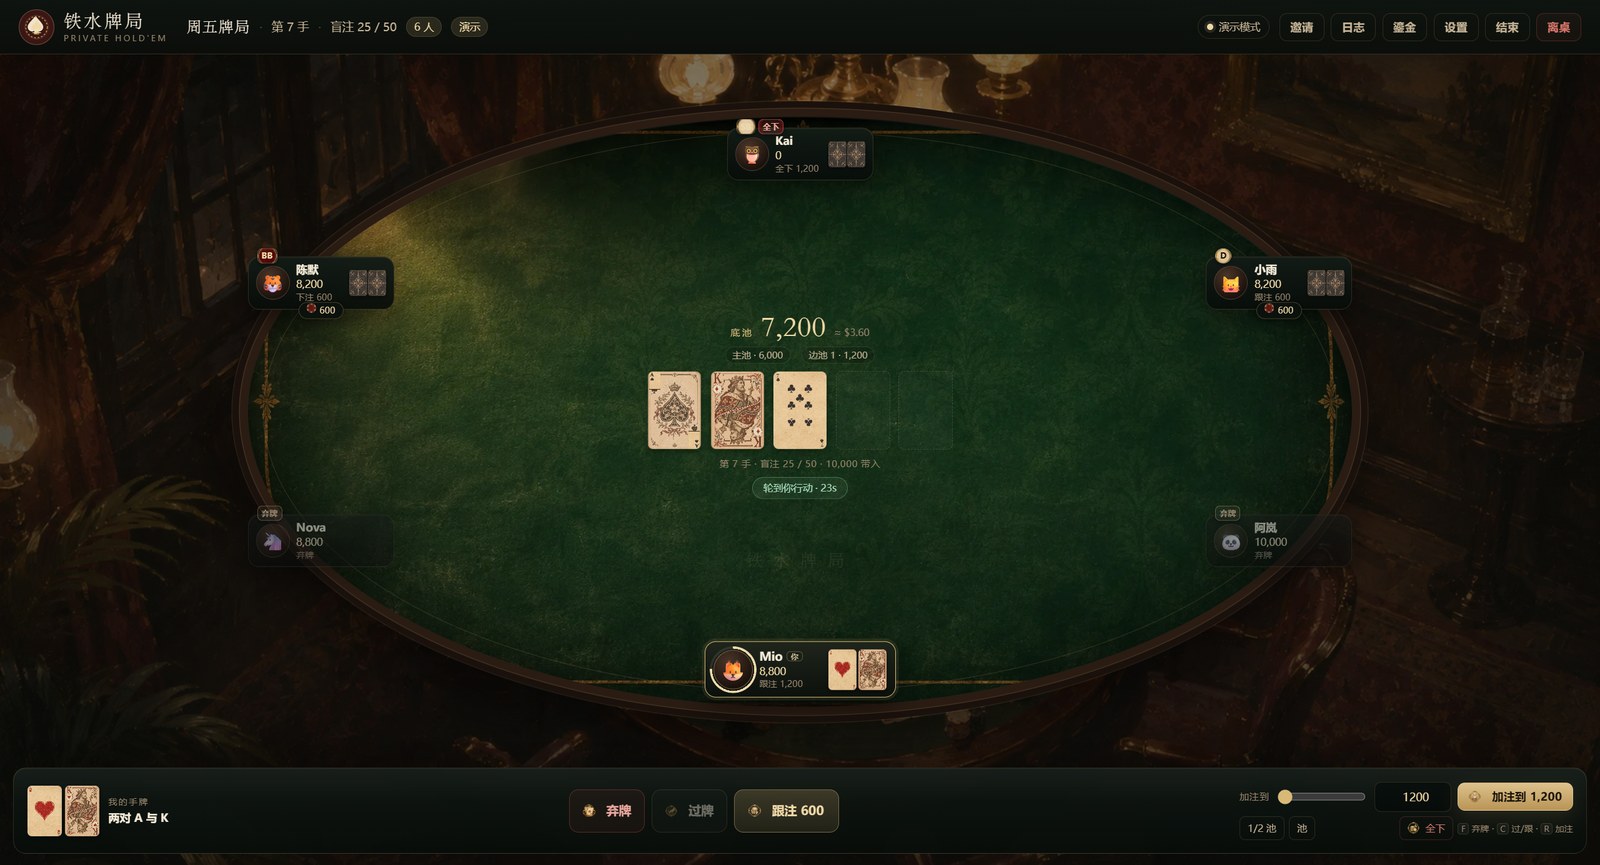 铁水牌局
PRIVATE HOLD'EM
周五牌局 · 第 7 手 · 盲注 25 / 50 6 人 演示
演示模式 邀请 日志 鎏金 设置 结束 离桌
全下
Kai
0
全下 1,200
BB
陈默
8,200
下注 600
600
D
小雨
8,200
跟注 600
600
底池 7,200 = $3.60
主池 · 6,000 边池 1 · 1,200
A
K
K
第 7 手 · 盲注 25 / 50 · 10,000 带入
轮到你行动 · 23s
弃牌
Nova
8,800
弃牌
弃牌
阿岚
10,000
弃牌
铁水牌局
Mio 你
8,800
跟注 1,200
我的手牌
两对 A 与 K
弃牌 过牌 跟注 600
加注到 1200 加注到 1,200
1/2 池 池 全下 F 弃牌 · C 过/跟 · R 加注